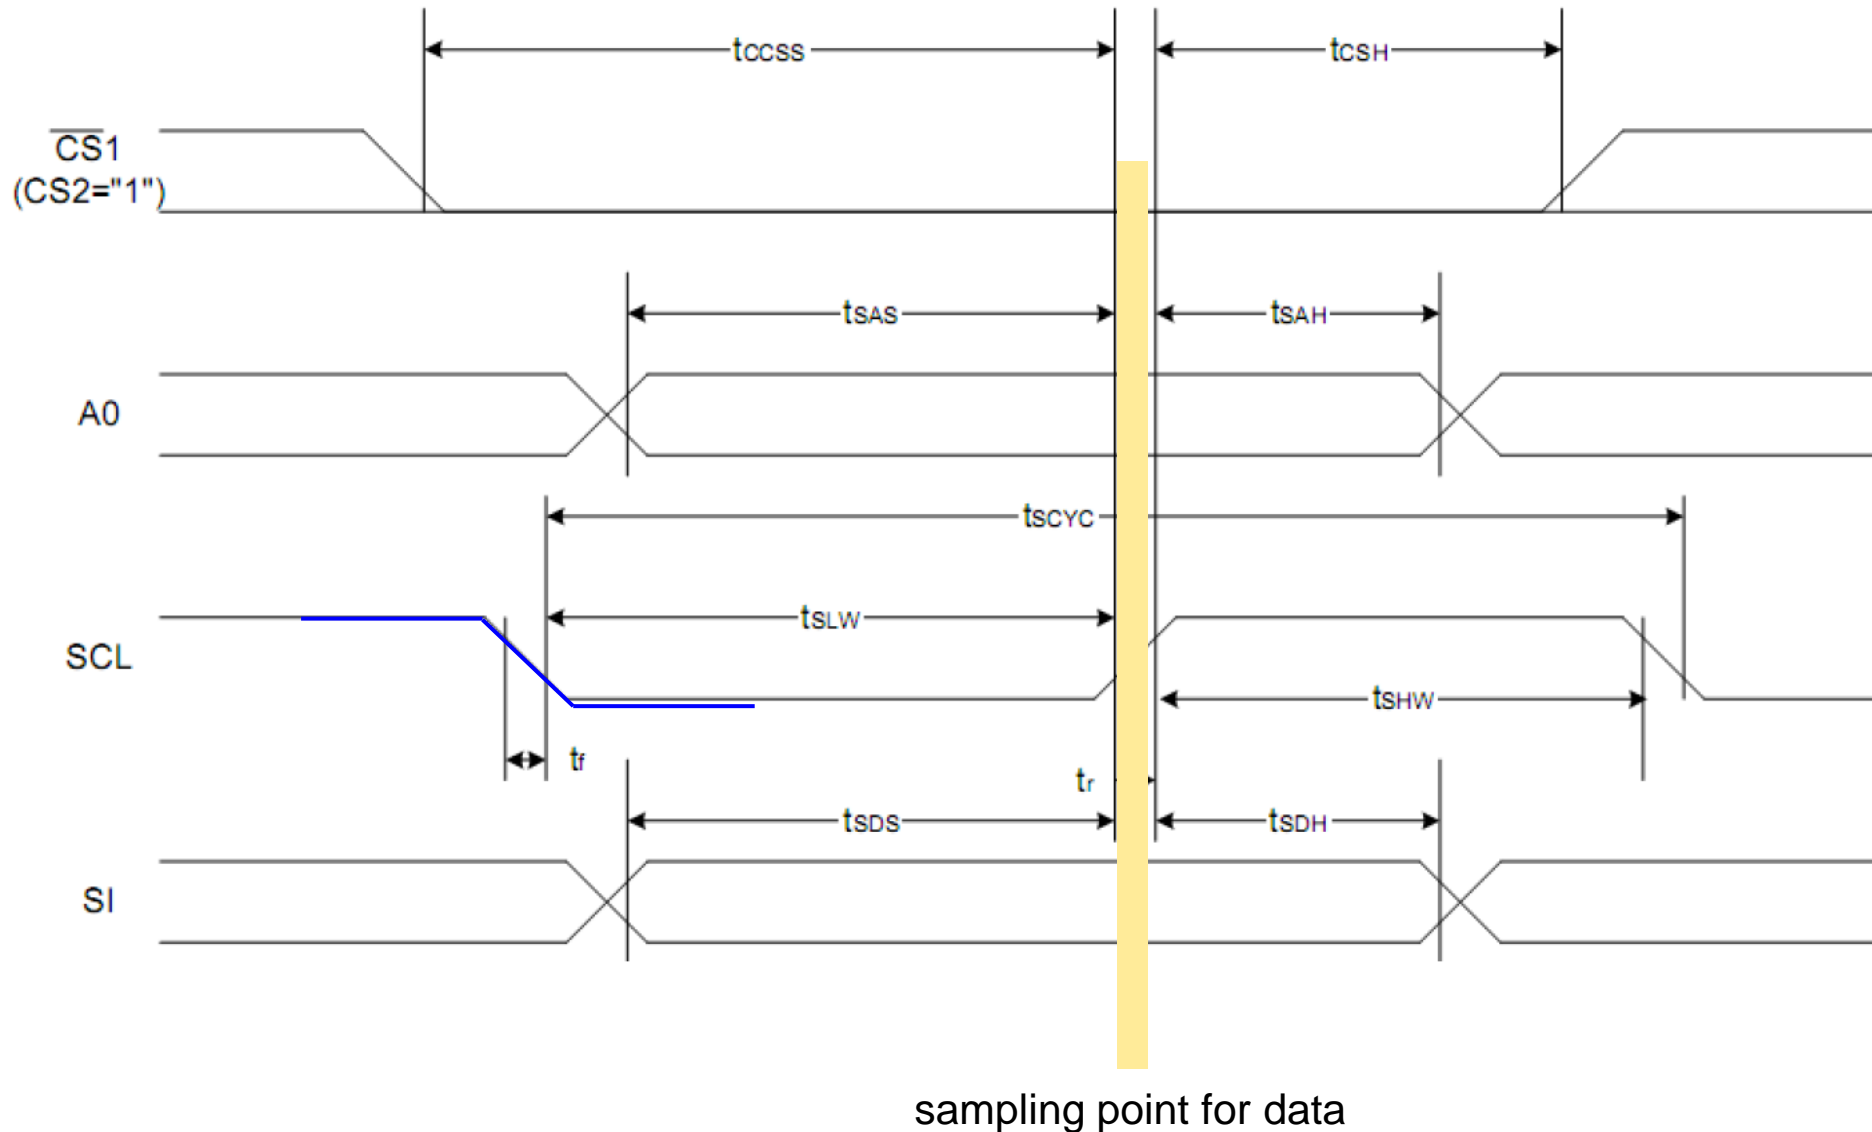 tCCSS
tCSH
CS1
(CS2="1")
tSAS
tSAH
A0
tSCYC
tSLW
SCL
tSHW
tf
tr
tSDS
tSDH
SI
sampling point for data